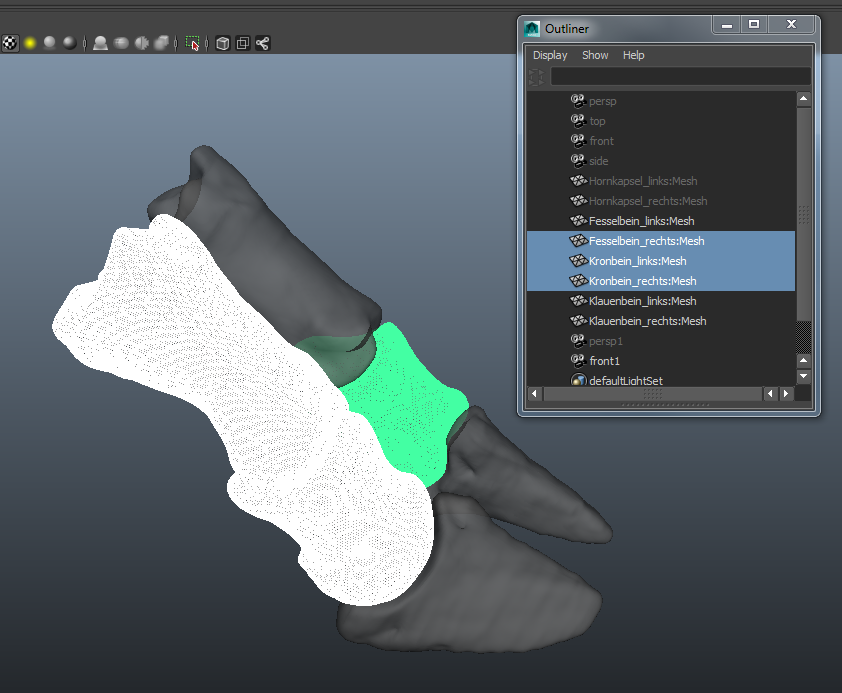 Outliner
Display Show Help
persp
top
front
side
Hornkapsel_links:Mesh
Hornkapsel_rechts:Mesh
Fesselbein_links:Mesh
Fesselbein_rechts:Mesh
Kronbein_links:Mesh
Kronbein_rechts:Mesh
Klauenbein_links:Mesh
Klauenbein_rechts:Mesh
persp1
front1
defaultLightSet